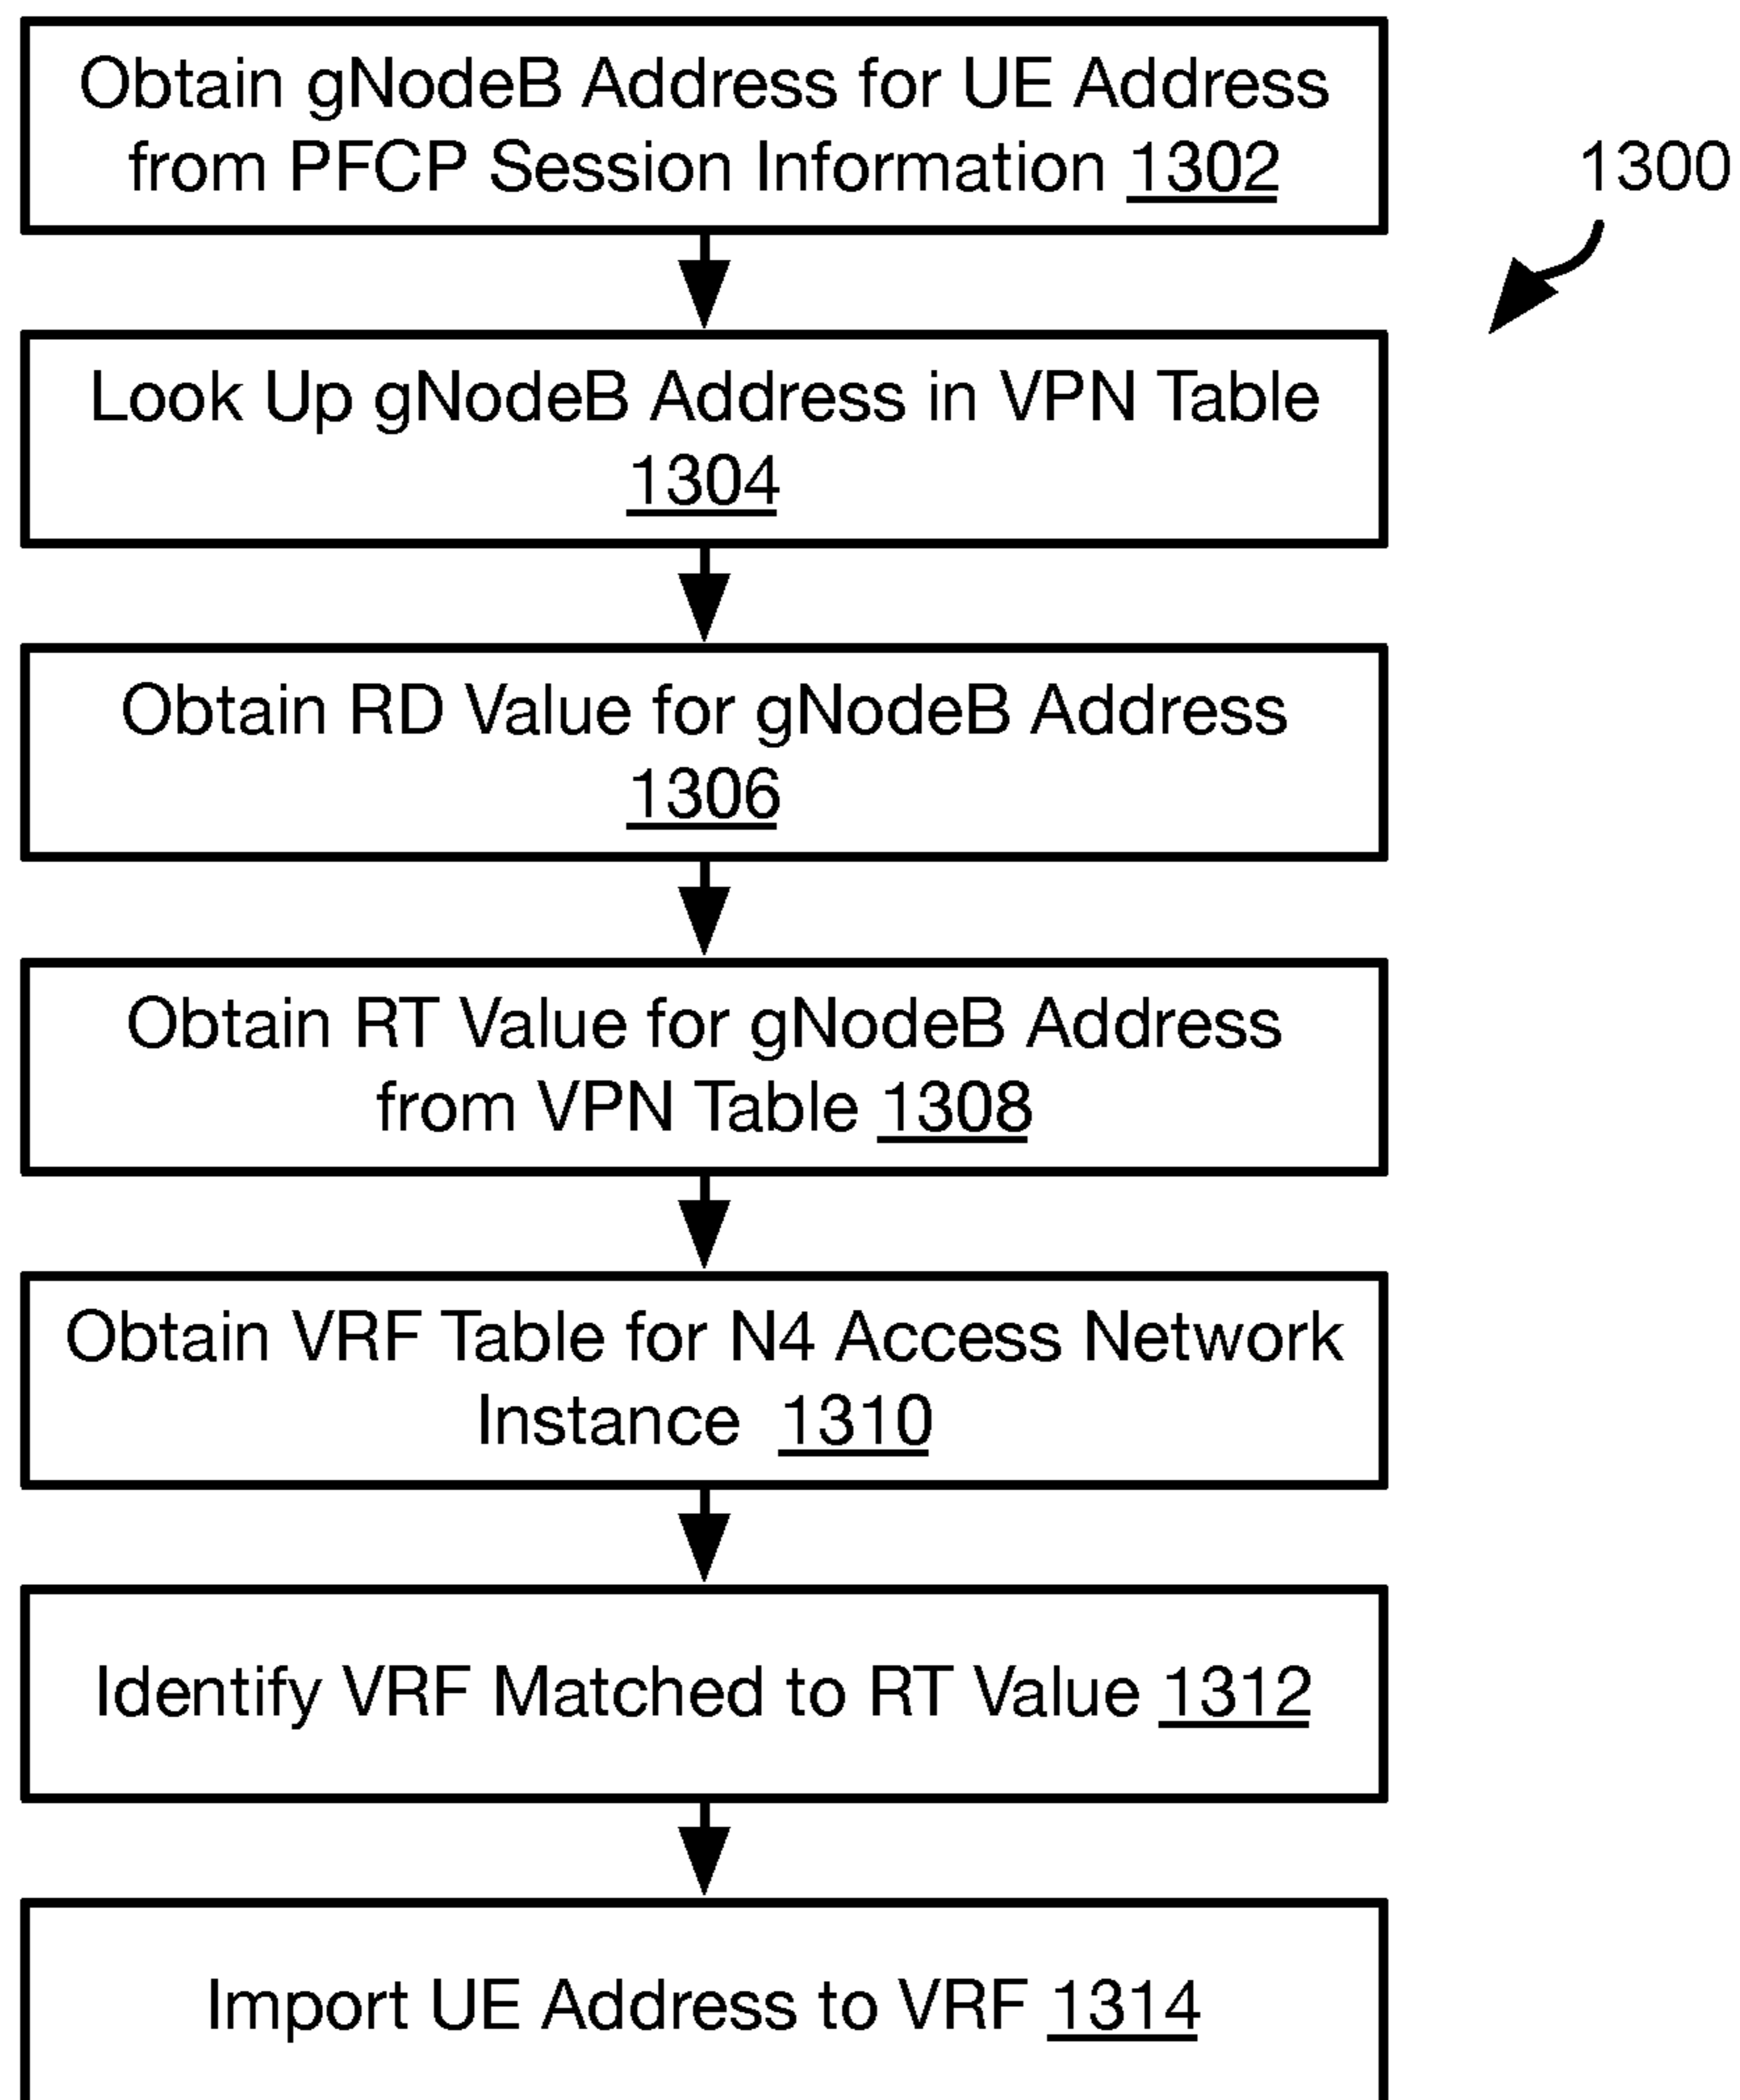 Obtain gNodeB Address for UE Address
from PFCP Session Information 1302
1300
Look Up gNodeB Address in VPN Table
1304
Obtain RD Value for gNodeB Address
1306
Obtain RT Value for gNodeB Address
from VPN Table 1308
Obtain VRF Table for N4 Access Network
Instance 1310
Identify VRF Matched to RT Value 1312
Import UE Address to VRF 1314